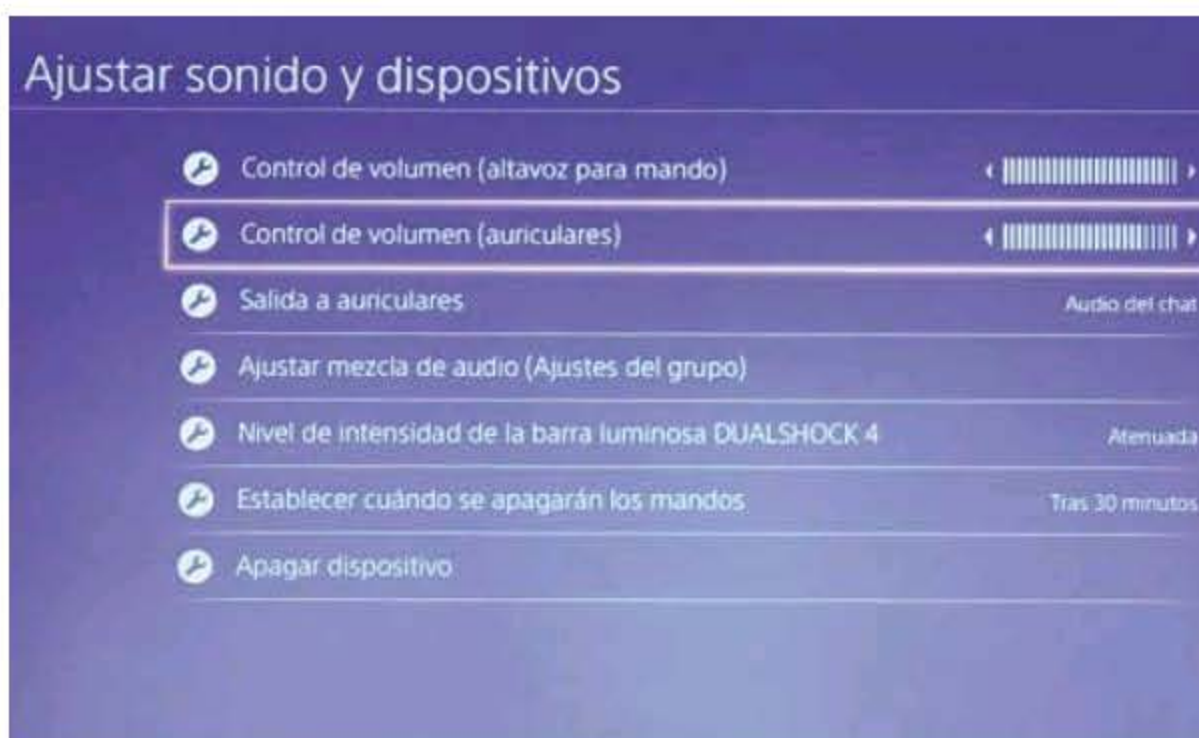 Ajustar sonido y dispositivos
Control de volumen (altavoz para mando)
Control de volumen (auriculares)
Salida a auriculares Audio del chat
Ajustar mezcla de audio (Ajustes del grupo)
Nivel de intensidad de la barra luminosa DUALSHOCK 4 Atenuada
Establecer cuándo se apagarán los mandos Tras 30 minutos
Apagar dispositivo